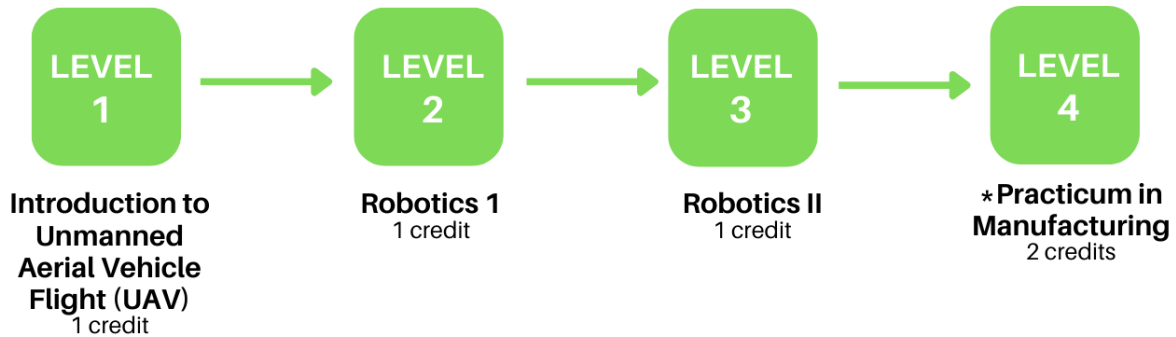 LEVEL
1
Introduction to
Unmanned
Aerial Vehicle
Flight (UAV)
1 credit
LEVEL
2
Robotics 1
1 credit
LEVEL
3
Robotics II
1 credit
LEVEL
4
*Practicum in
Manufacturing
2 credits